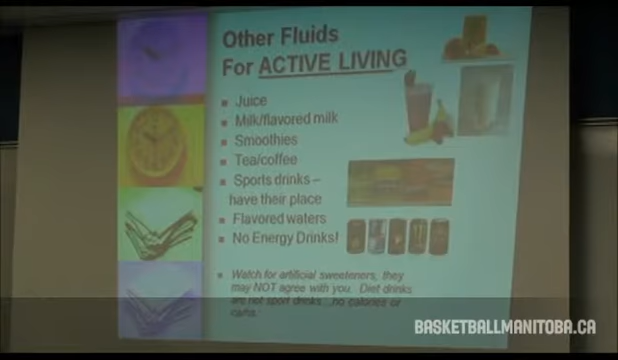 Other Fluids
For ACTIVE LIVING
Juice
Milk/flavored milk
Smoothies
Tea/coffee
Sports drinks –
have their place
Flavored waters
No Energy Drinks!
Watch for artificial sweeteners, they
may NOT agree with you. Diet drinks
are not sport drinks...no calories or
carbs.
BASKETBALLMANITOBA.CA